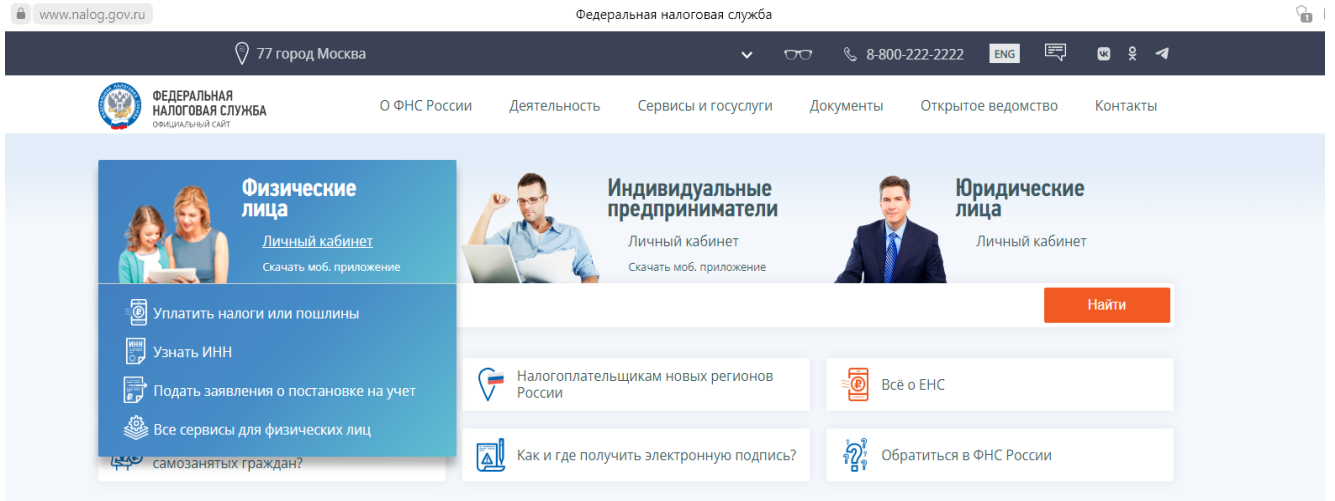 www.nalog.gov.ru
Федеральная налоговая служба
1
77 город Москва
8-800-222-2222
ENG
ФЕДЕРАЛЬНАЯ
НАЛОГОВАЯ СЛУЖБА
ОФИЦИАЛЬНЫЙ САЙТ
О ФНС России
Деятельность
Сервисы и госуслуги
Документы
Открытое ведомство
Контакты
Физические
лица
Личный кабинет
Скачать моб. приложение
Индивидуальные
предприниматели
Личный кабинет
Скачать моб. приложение
Юридические
лица
Личный кабинет
Уплатить налоги или пошлины
ИНН
Узнать ИНН
Подать заявления о постановке на учет
Все сервисы для физических лиц
Найти
Налогоплательщикам новых регионов
России
Всё о ЕНС
самозанятых граждан?
Как и где получить электронную подпись?
Обратиться в ФНС России